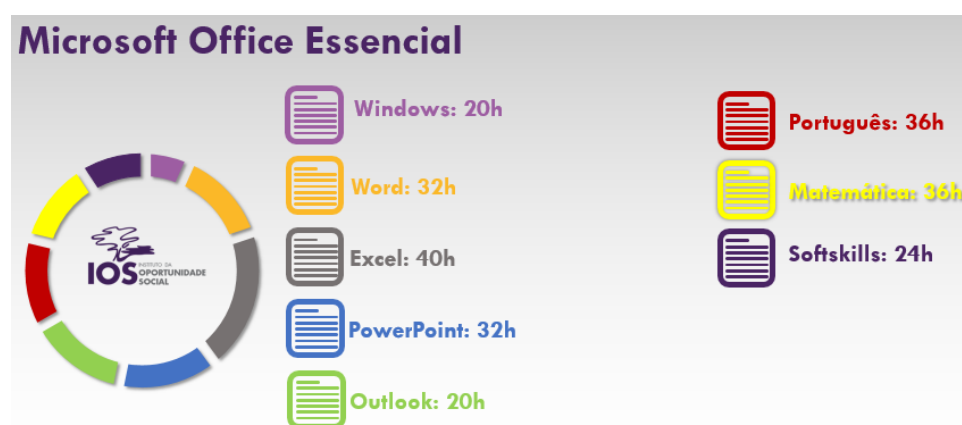 Microsoft Office Essencial
Windows: 20h
Word: 32h
Excel: 40h
PowerPoint: 32h
Outlook: 20h
Português: 36h
Matemática: 36h
Softskills: 24h
IOS
INSTITUTO DA
OPORTUNIDADE
SOCIAL